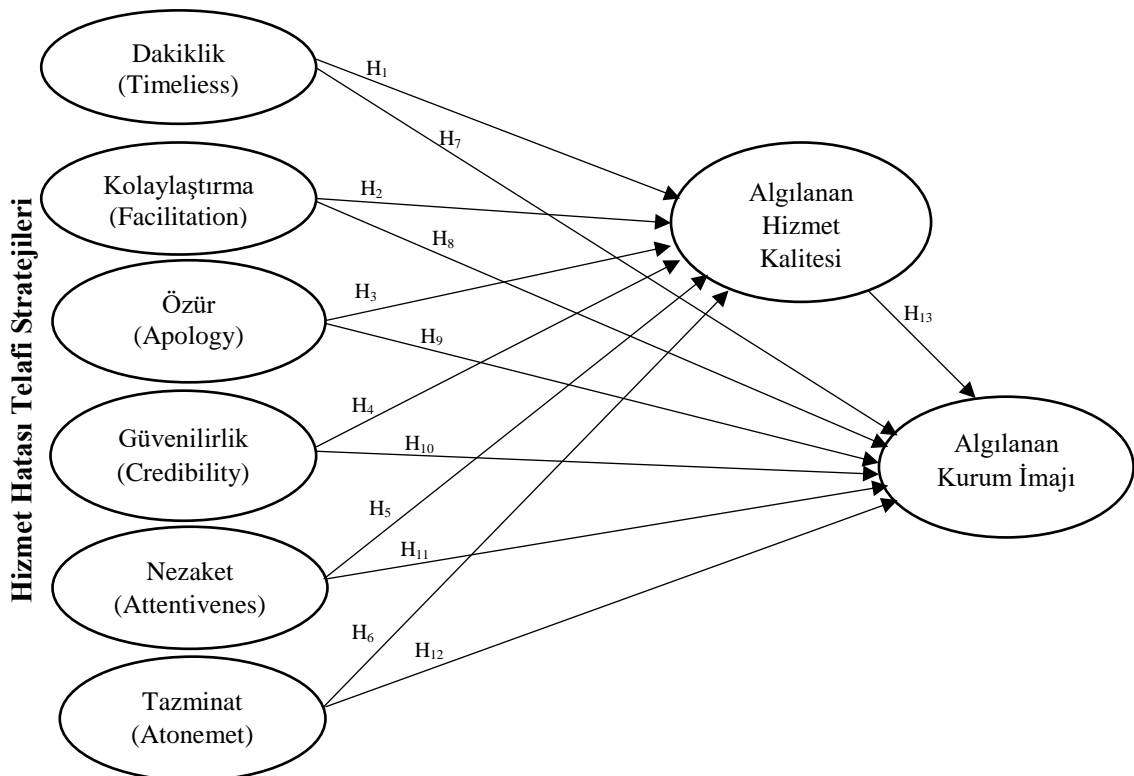 Hizmet Hatası Telafi Stratejileri
Dakiklik
(Timeliess)
Kolaylaştırma
(Facilitation)
Özür
(Apology)
Güvenilirlik
(Credibility)
Nezaket
(Attentivenes)
Tazminat
(Atonemet)
H₁
H₇
H₂
H₈
H₃
H₉
H₄
H₁₀
H₅
H₁₁
H₆
H₁₂
Algılanan
Hizmet
Kalitesi
H₁₃
Algılanan
Kurum İmajı